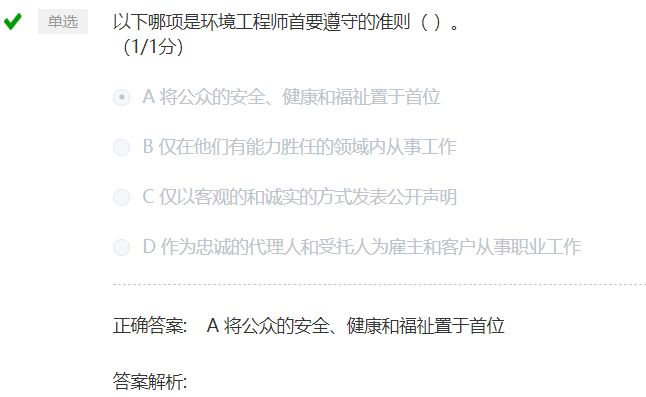 单选 以下哪项是环境工程师首要遵守的准则（ ）。
（1/1分）
A 将公众的安全、健康和福祉置于首位
B 仅在他们有能力胜任的领域内从事工作
C 仅以客观的和诚实的方式发表公开声明
D 作为忠诚的代理人和受托人为雇主和客户从事职业工作
正确答案: A 将公众的安全、健康和福祉置于首位
答案解析: